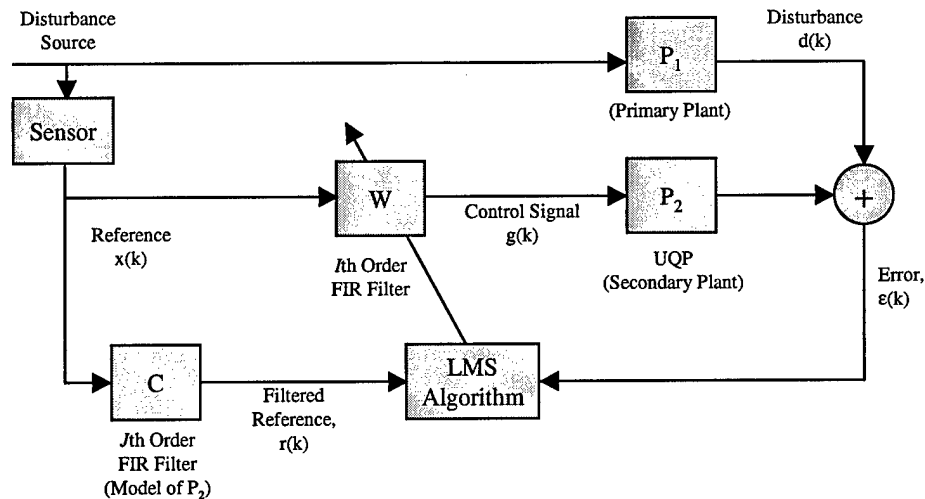 Disturbance
Source
Disturbance
d(k)
P1
(Primary Plant)
Sensor
W
P2
+
Control Signal
g(k)
Reference
x(k)
Ith Order
FIR Filter
UQP
(Secondary Plant)
Error,
ε(k)
C
LMS
Algorithm
Filtered
Reference,
r(k)
Jth Order
FIR Filter
(Model of P2)